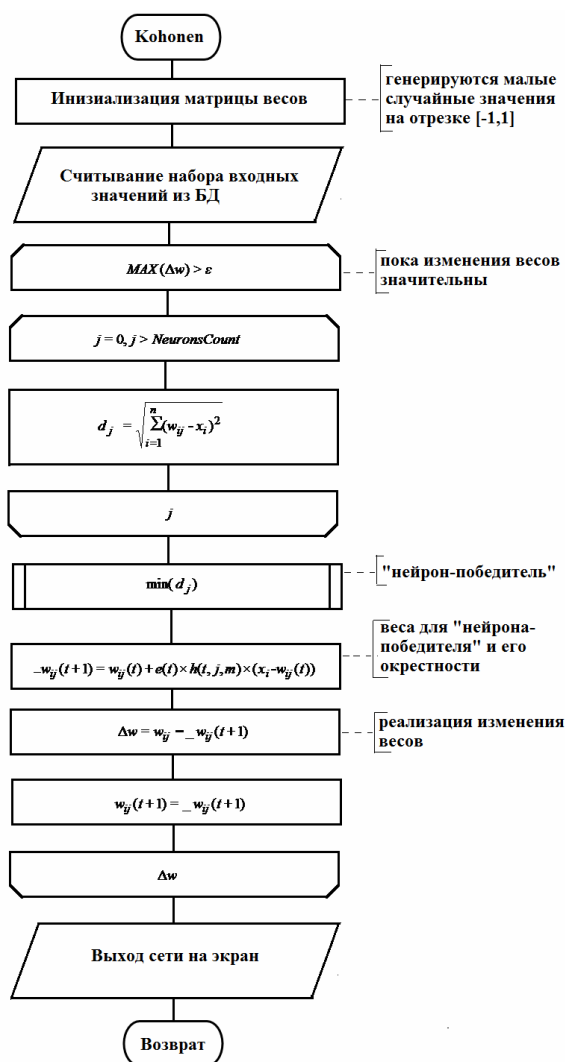 Kohonen
Инизиализация матрицы весов
генерируются малые
случайные значения
на отрезке [-1,1]
Считывание набора входных
значений из БД
MAX(Δw) > ε
пока изменения весов
значительны
j = 0, j > NeuronsCount
d_j = √(Σ_{i=1}^{n}(w_ij - x_i)^2)
j
min(d_j)
"нейрон-победитель"
_w_ij(t+1) = w_ij(t) + e(t)×h(t,j,m)×(x_i-w_ij(t))
веса для "нейрона-
победителя" и его
окрестности
Δw = w_ij − _w_ij(t+1)
реализация изменения
весов
w_ij(t+1) = _w_ij(t+1)
Δw
Выход сети на экран
Возврат